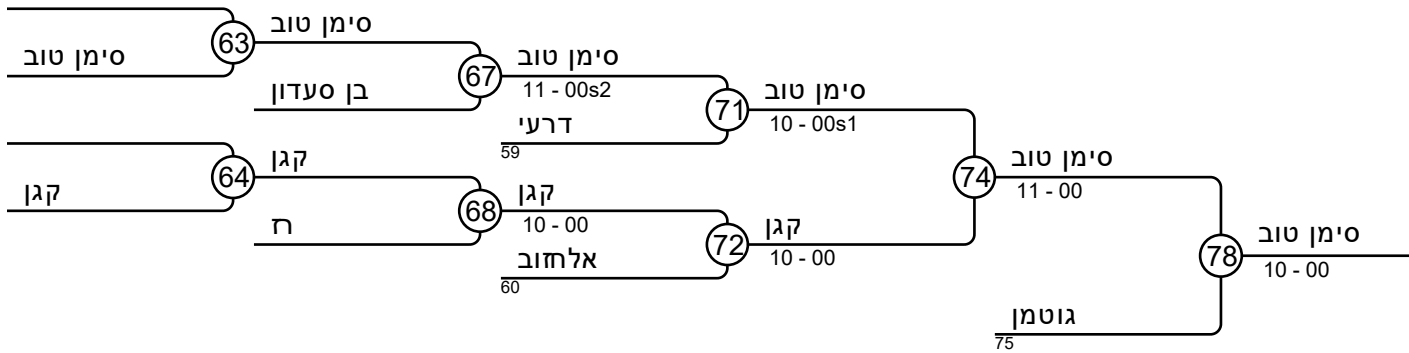 סימן טוב
63
סימן טוב
בן סעדון
67
סימן טוב
11 - 00s2
דרעי
59
71
סימן טוב
10 - 00s1
קגן
64
קגן
רז
68
קגן
10 - 00
אלחזוב
60
72
קגן
10 - 00
74
סימן טוב
11 - 00
גוטמן
75
78
סימן טוב
10 - 00